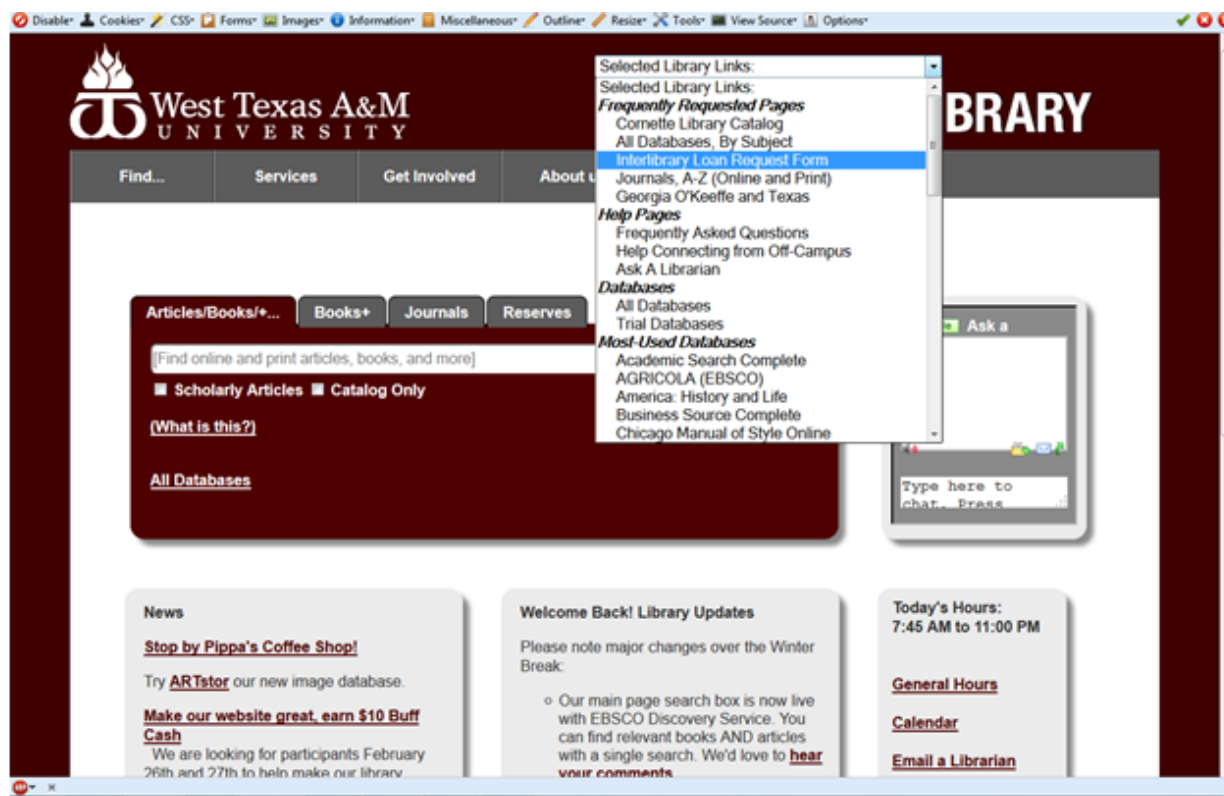 Disable Cookies CSS Forms Images Information Miscellaneous Outline Resize Tools View Source Options
West Texas A&M
UNIVERSITY
BRARY
Selected Library Links:
Selected Library Links:
Frequently Requested Pages
Cornette Library Catalog
All Databases, By Subject
Interlibrary Loan Request Form
Journals, A-Z (Online and Print)
Georgia O'Keeffe and Texas
Help Pages
Frequently Asked Questions
Help Connecting from Off-Campus
Ask A Librarian
Databases
All Databases
Trial Databases
Most-Used Databases
Academic Search Complete
AGRICOLA (EBSCO)
America: History and Life
Business Source Complete
Chicago Manual of Style Online
Find... Services Get Involved About u
Articles/Books/+... Books+ Journals Reserves
[Find online and print articles, books, and more]
Scholarly Articles Catalog Only
(What is this?)
All Databases
Ask a
Type here to
chat. Press
News
Stop by Pippa's Coffee Shop!
Try ARTstor our new image database.
Make our website great, earn $10 Buff
Cash
We are looking for participants February
26th and 27th to help make our library
Welcome Back! Library Updates
Please note major changes over the Winter
Break:
Our main page search box is now live
with EBSCO Discovery Service. You
can find relevant books AND articles
with a single search. We'd love to hear
your comments
Today's Hours:
7:45 AM to 11:00 PM
General Hours
Calendar
Email a Librarian